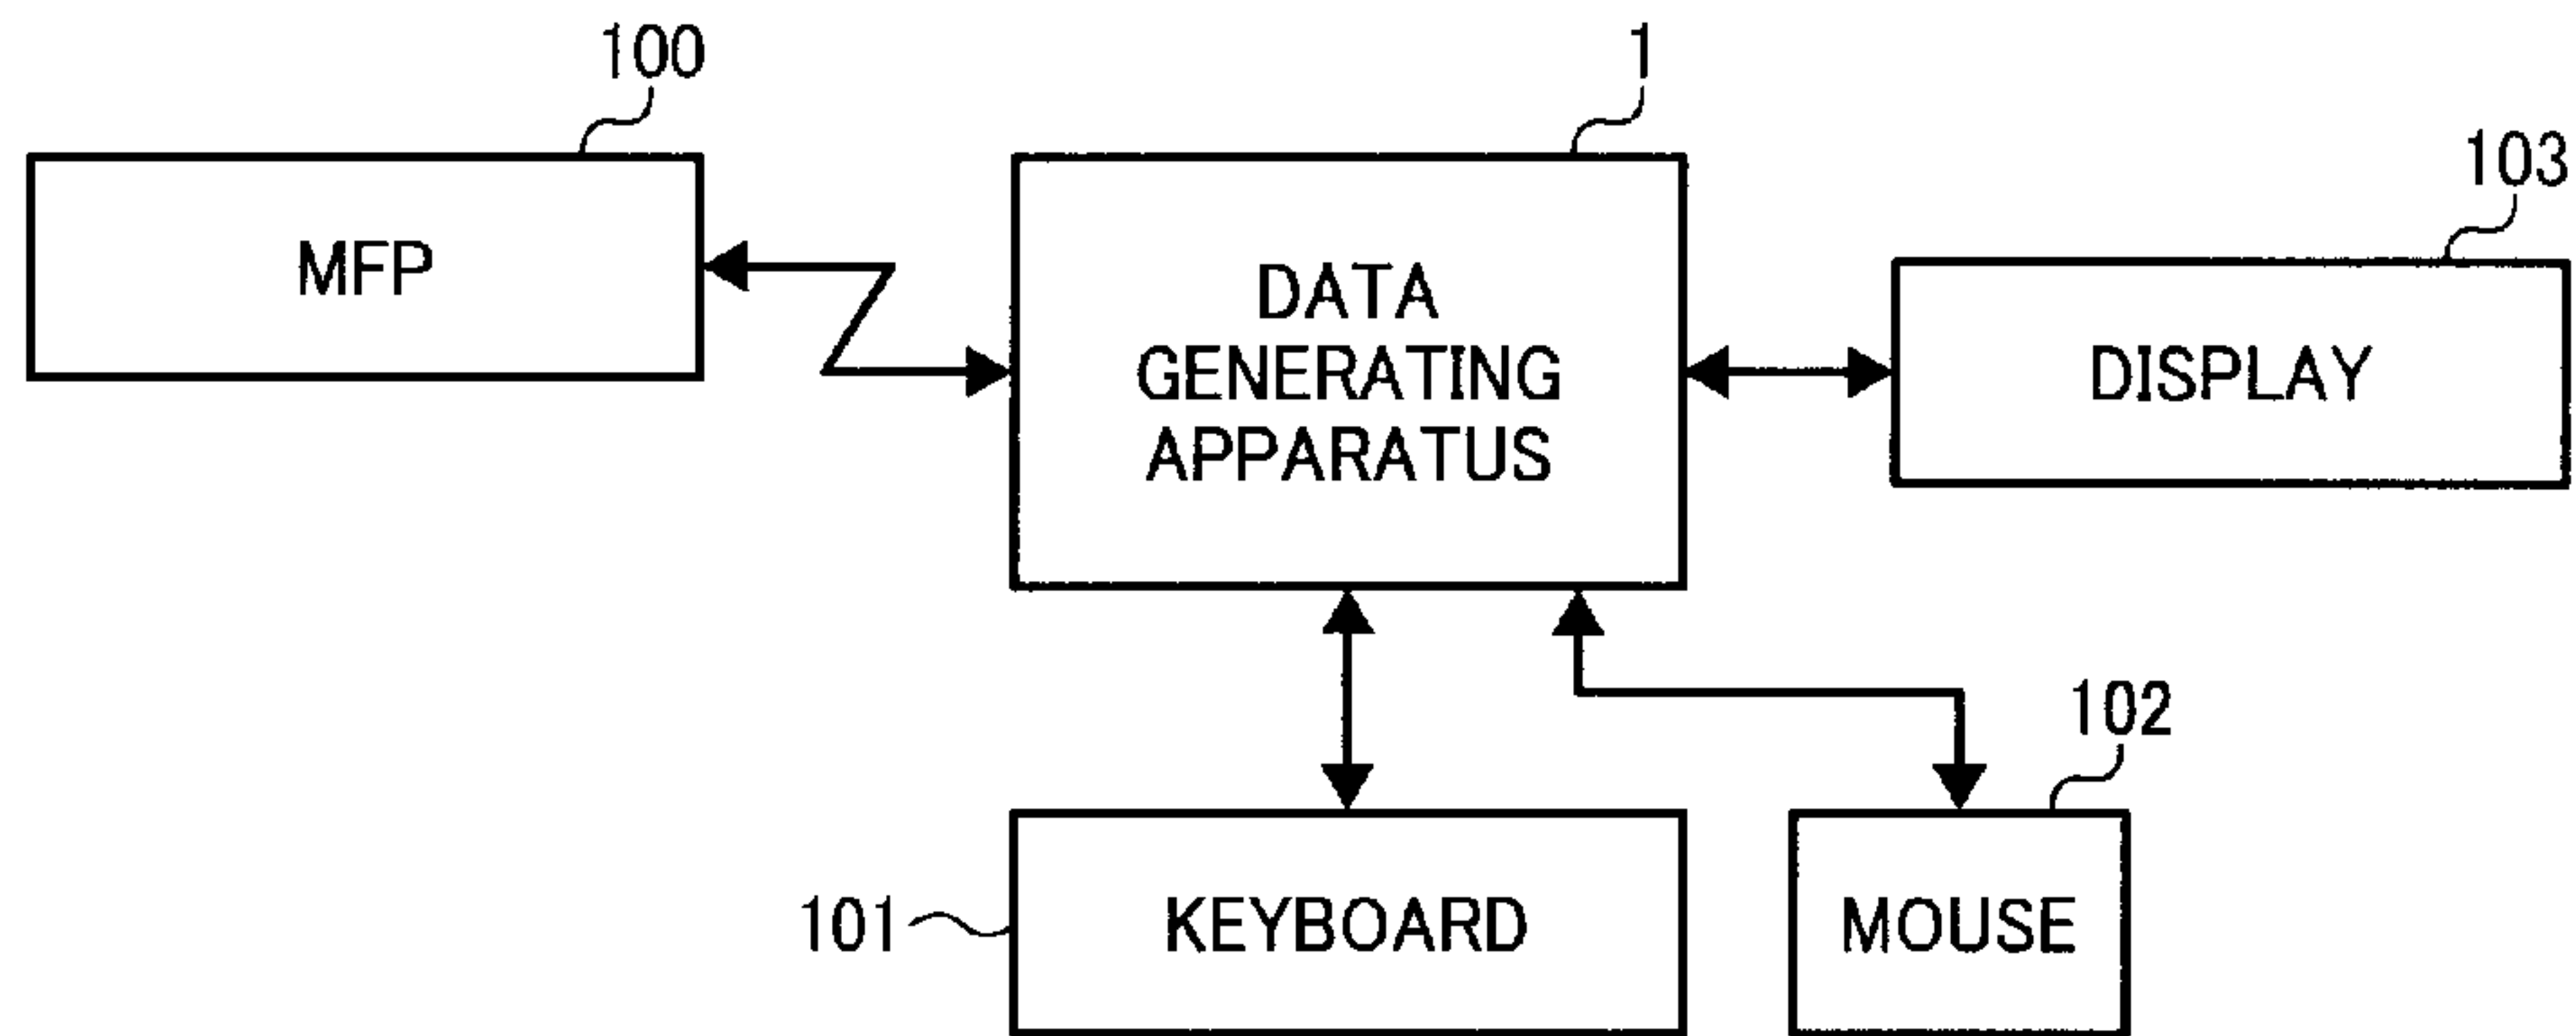 100
1
103
MFP
DATA
GENERATING
APPARATUS
DISPLAY
102
101
KEYBOARD
MOUSE